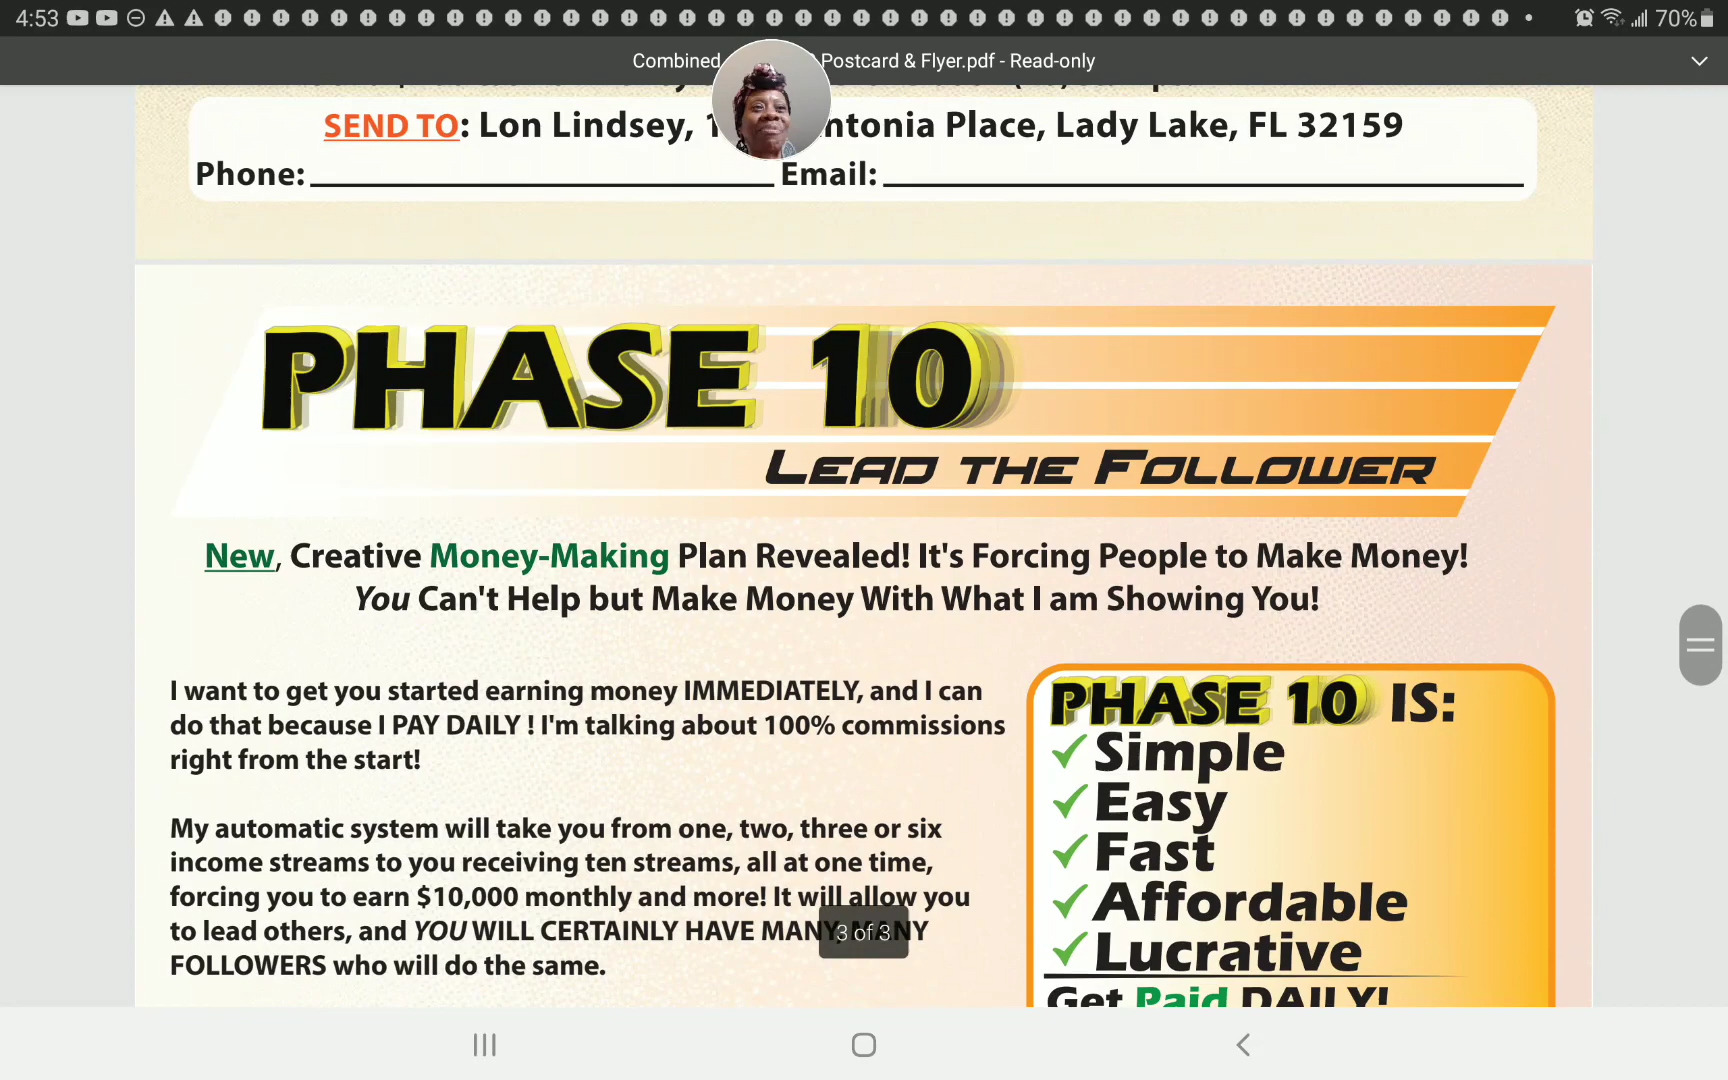 4:53 70%
Combined Postcard & Flyer.pdf - Read-only
SEND TO: Lon Lindsey, 1 ntonia Place, Lady Lake, FL 32159
Phone: Email:
PHASE 10
LEAD THE FOLLOWER
New, Creative Money-Making Plan Revealed! It's Forcing People to Make Money!
You Can't Help but Make Money With What I am Showing You!
I want to get you started earning money IMMEDIATELY, and I can
do that because I PAY DAILY ! I'm talking about 100% commissions
right from the start!
My automatic system will take you from one, two, three or six
income streams to you receiving ten streams, all at one time,
forcing you to earn $10,000 monthly and more! It will allow you
to lead others, and YOU WILL CERTAINLY HAVE MANY, MANY
FOLLOWERS who will do the same.
3 of 3
PHASE 10 IS:
✓ Simple
✓ Easy
✓ Fast
✓ Affordable
✓ Lucrative
Get Paid DAILY!